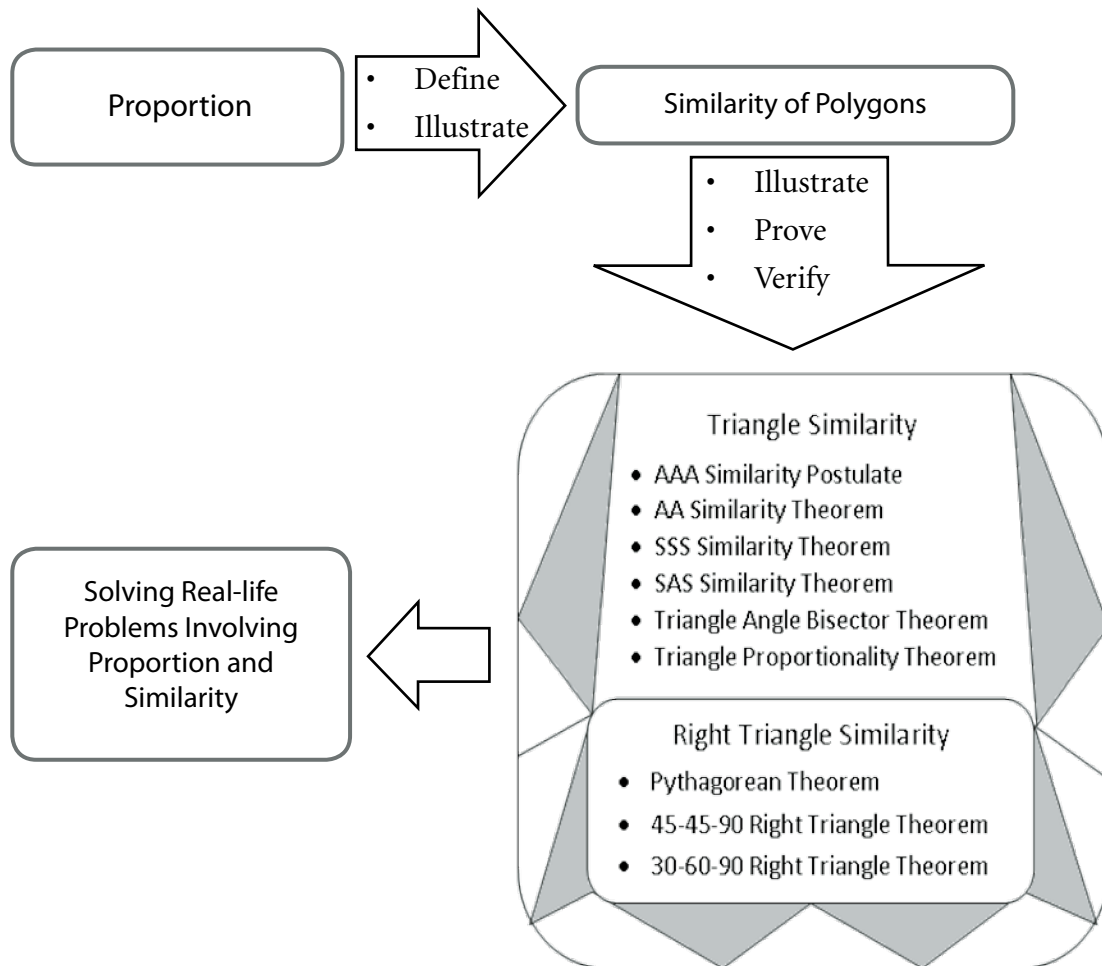 Proportion
• Define
• Illustrate
Similarity of Polygons
• Illustrate
• Prove
• Verify
Triangle Similarity
• AAA Similarity Postulate
• AA Similarity Theorem
• SSS Similarity Theorem
• SAS Similarity Theorem
• Triangle Angle Bisector Theorem
• Triangle Proportionality Theorem
Right Triangle Similarity
• Pythagorean Theorem
• 45-45-90 Right Triangle Theorem
• 30-60-90 Right Triangle Theorem
Solving Real-life
Problems Involving
Proportion and
Similarity